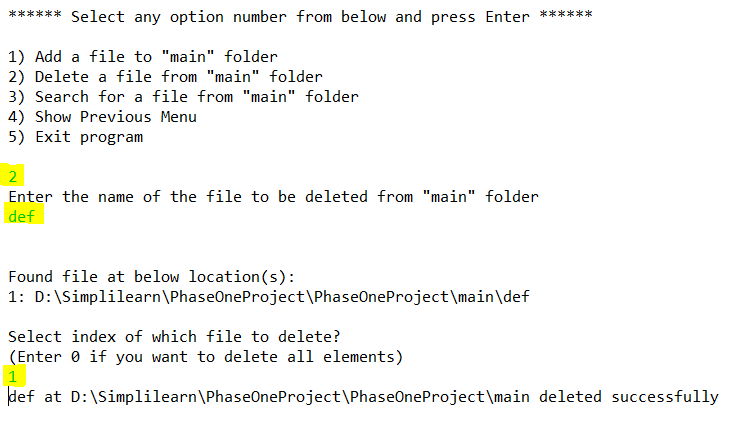 ****** Select any option number from below and press Enter ******
1) Add a file to "main" folder
2) Delete a file from "main" folder
3) Search for a file from "main" folder
4) Show Previous Menu
5) Exit program
2
Enter the name of the file to be deleted from "main" folder
def
Found file at below location(s):
1: D:\Simplilearn\PhaseOneProject\PhaseOneProject\main\def
Select index of which file to delete?
(Enter 0 if you want to delete all elements)
1
def at D:\Simplilearn\PhaseOneProject\PhaseOneProject\main deleted successfully